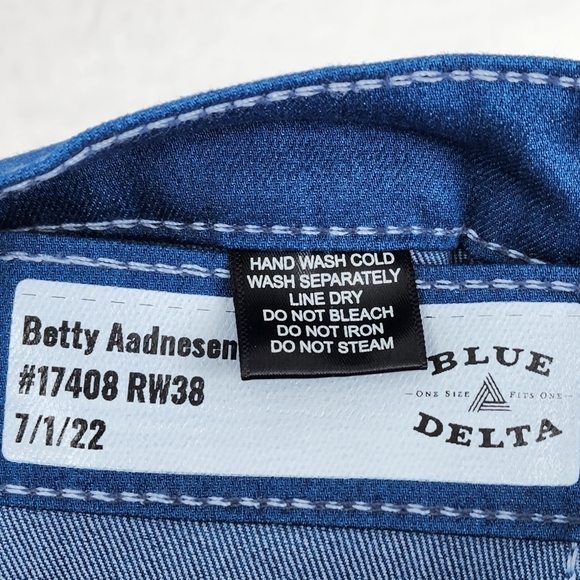 HAND WASH COLD
WASH SEPARATELY
LINE DRY
DO NOT BLEACH
DO NOT IRON
DO NOT STEAM
Betty Aadnesen
#17408 RW38
7/1/22
BLUE
ONE SIZE FITS ONE
DELTA